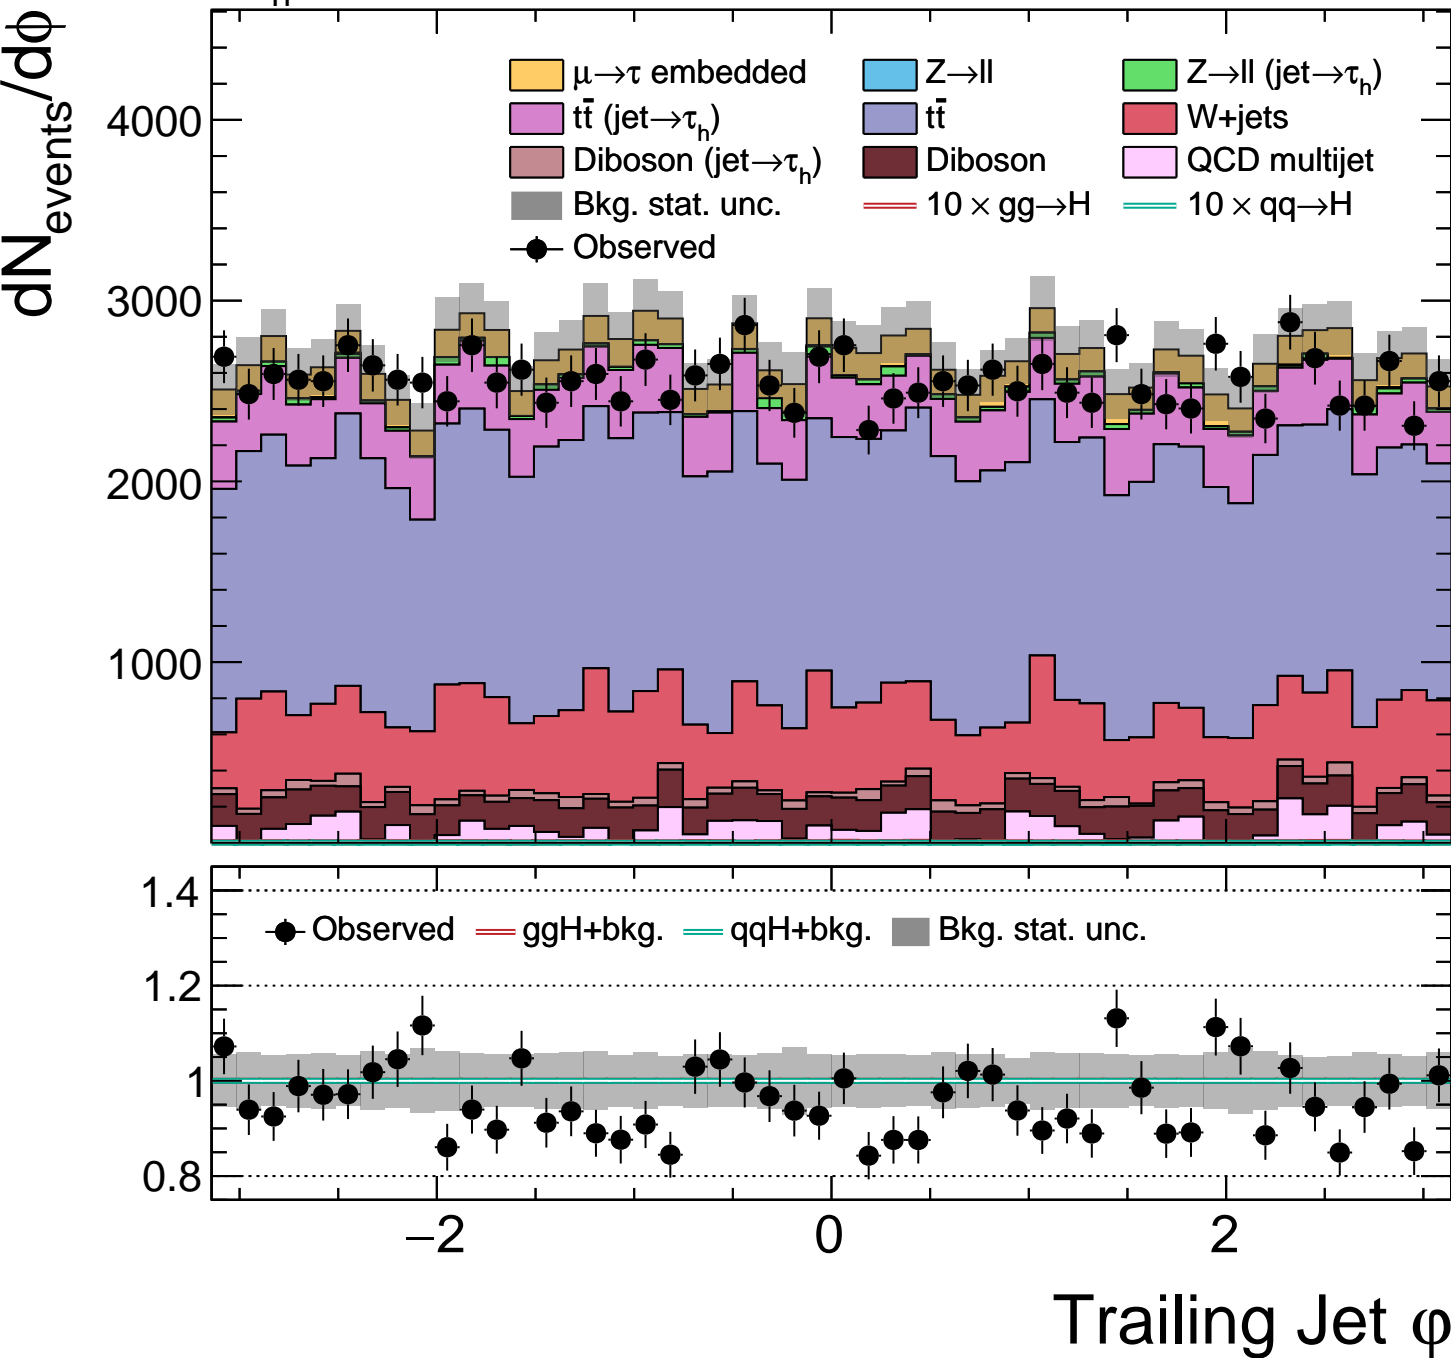 dN_events/dϕ
μ→τ embedded Z→ll Z→ll (jet→τ_h)
tt̄ (jet→τ_h) tt̄ W+jets
Diboson (jet→τ_h) Diboson QCD multijet
Bkg. stat. unc. 10 × gg→H 10 × qq→H
Observed
4000
3000
2000
1000
1.4
Observed ggH+bkg. qqH+bkg. Bkg. stat. unc.
1.2
1
0.8
−2 0 2
Trailing Jet φ